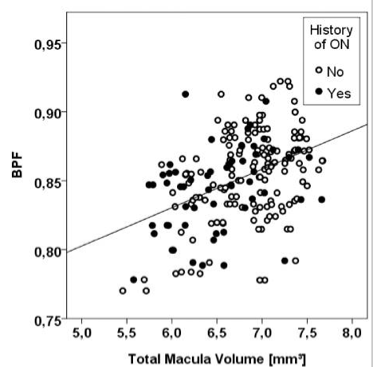 History
of ON
No
Yes
BPF
0,95
0,90
0,85
0,80
0,75
5,0 5,5 6,0 6,5 7,0 7,5 8,0
Total Macula Volume [mm³]